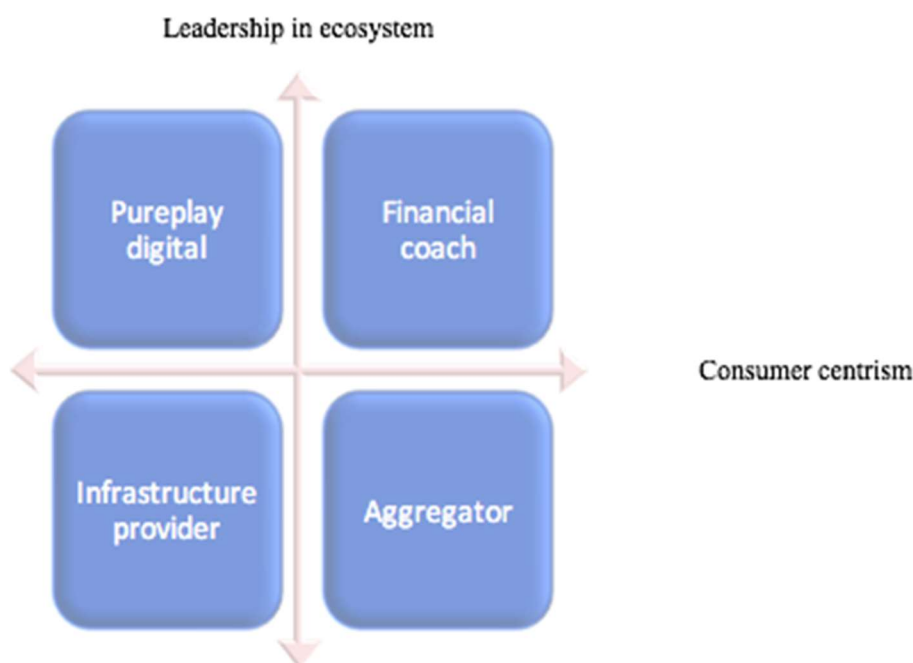 Leadership in ecosystem
Pureplay
digital
Financial
coach
Consumer centrism
Infrastructure
provider
Aggregator